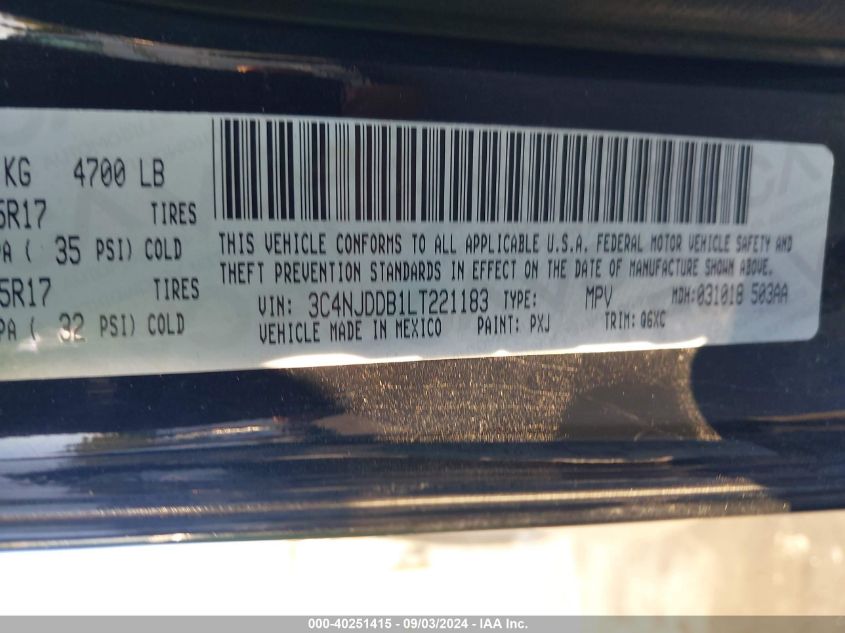 KG 4700 LB
5R17 TIRES
PA ( 35 PSI) COLD
5R17 TIRES
PA ( 32 PSI) COLD
THIS VEHICLE CONFORMS TO ALL APPLICABLE U.S.A. FEDERAL MOTOR VEHICLE SAFETY AND
THEFT PREVENTION STANDARDS IN EFFECT ON THE DATE OF MANUFACTURE SHOWN ABOVE.
VIN: 3C4NJDDB1LT221183 TYPE: MPV MDH:031018 503AA
VEHICLE MADE IN MEXICO PAINT: PXJ TRIM: Q6XC
000-40251415 - 09/03/2024 - IAA Inc.